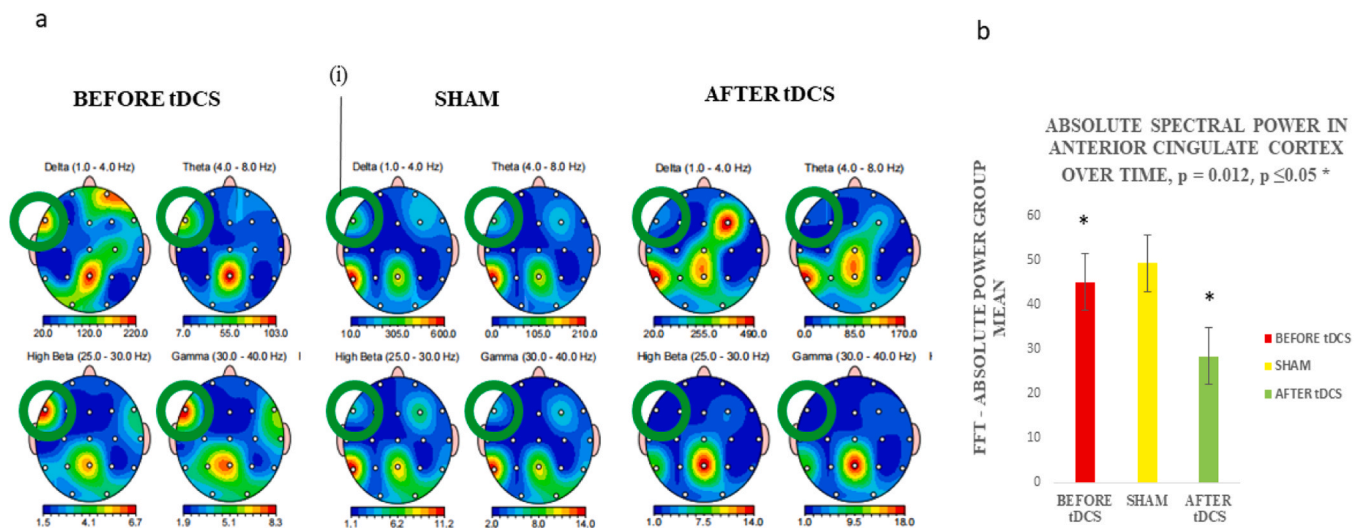 a
(i)
BEFORE tDCS
SHAM
AFTER tDCS
Delta (1.0 - 4.0 Hz)
Theta (4.0 - 8.0 Hz)
Delta (1.0 - 4.0 Hz)
Theta (4.0 - 8.0 Hz)
Delta (1.0 - 4.0 Hz)
Theta (4.0 - 8.0 Hz)
20.0 120.0 220.0
7.0 55.0 103.0
10.0 305.0 600.0
0.0 105.0 210.0
20.0 255.0 490.0
0.0 85.0 170.0
High Beta (25.0 - 30.0 Hz)
Gamma (30.0 - 40.0 Hz)
High Beta (25.0 - 30.0 Hz)
Gamma (30.0 - 40.0 Hz)
High Beta (25.0 - 30.0 Hz)
Gamma (30.0 - 40.0 Hz)
1.5 4.1 6.7
1.9 5.1 8.3
1.1 6.2 11.2
2.0 8.0 14.0
1.0 7.5 14.0
1.0 9.5 18.0
b
ABSOLUTE SPECTRAL POWER IN
ANTERIOR CINGULATE CORTEX
OVER TIME, p = 0.012, p ≤0.05 *
FFT - ABSOLUTE POWER GROUP
MEAN
60
50
40
30
20
10
0
*
*
BEFORE
tDCS
SHAM
AFTER
tDCS
BEFORE tDCS
SHAM
AFTER tDCS